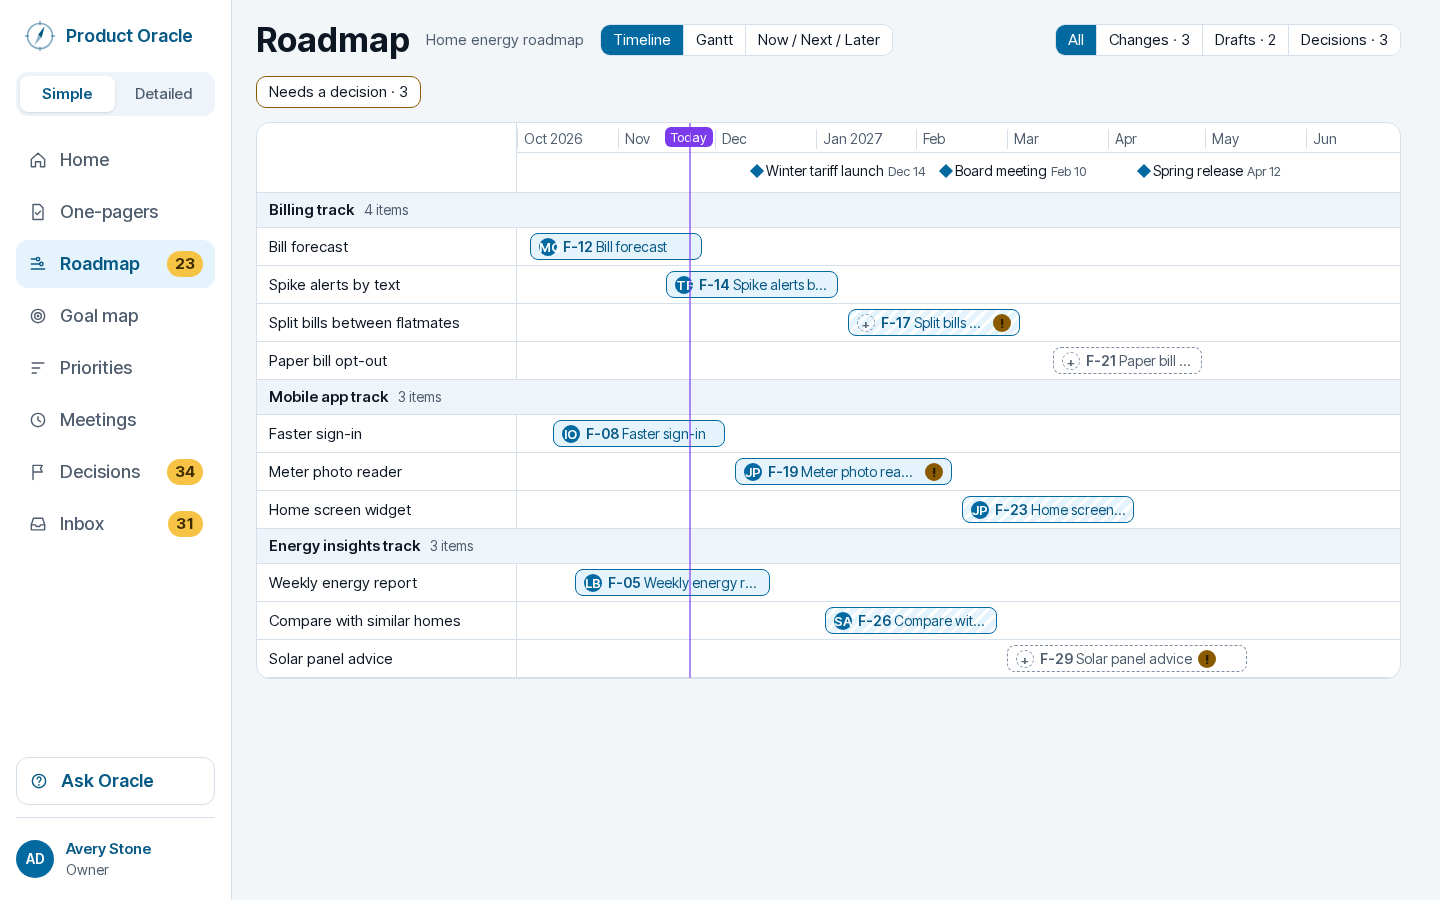 Product Oracle
Simple
Detailed
Home
One-pagers
Roadmap
23
Goal map
Priorities
Meetings
Decisions
34
Inbox
31
Ask Oracle
AD
Avery Stone
Owner
Roadmap
Home energy roadmap
Timeline
Gantt
Now / Next / Later
All
Changes · 3
Drafts · 2
Decisions · 3
Needs a decision · 3
Oct 2026
Nov
Today
Dec
Jan 2027
Feb
Mar
Apr
May
Jun
Winter tariff launch Dec 14
Board meeting Feb 10
Spring release Apr 12
Billing track 4 items
Bill forecast
F-12 Bill forecast
Spike alerts by text
F-14 Spike alerts b...
Split bills between flatmates
+ F-17 Split bills ... !
Paper bill opt-out
+ F-21 Paper bill ...
Mobile app track 3 items
Faster sign-in
IO F-08 Faster sign-in
Meter photo reader
JP F-19 Meter photo rea... !
Home screen widget
JP F-23 Home screen...
Energy insights track 3 items
Weekly energy report
LB F-05 Weekly energy r...
Compare with similar homes
SA F-26 Compare wit...
Solar panel advice
+ F-29 Solar panel advice !